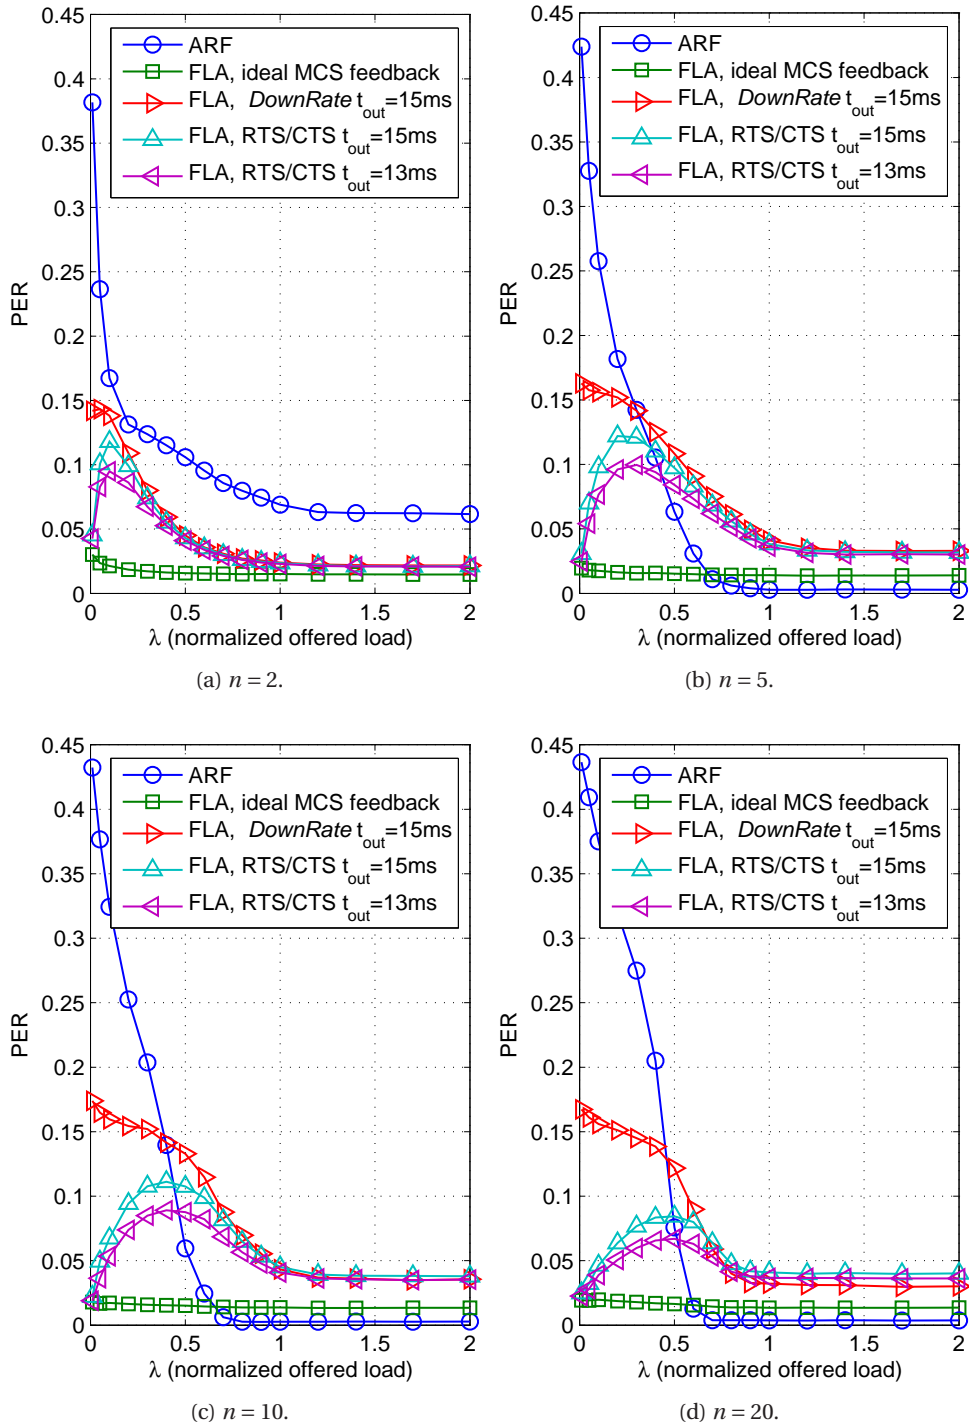 0.45
0.4
0.35
0.3
0.25
0.2
0.15
0.1
0.05
0
PER
ARF
FLA, ideal MCS feedback
FLA, DownRate t_out=15ms
FLA, RTS/CTS t_out=15ms
FLA, RTS/CTS t_out=13ms
0 0.5 1 1.5 2
λ (normalized offered load)
(a) n = 2.
0.45
0.4
0.35
0.3
0.25
0.2
0.15
0.1
0.05
0
PER
ARF
FLA, ideal MCS feedback
FLA, DownRate t_out=15ms
FLA, RTS/CTS t_out=15ms
FLA, RTS/CTS t_out=13ms
0 0.5 1 1.5 2
λ (normalized offered load)
(b) n = 5.
0.45
0.4
0.35
0.3
0.25
0.2
0.15
0.1
0.05
0
PER
ARF
FLA, ideal MCS feedback
FLA, DownRate t_out=15ms
FLA, RTS/CTS t_out=15ms
FLA, RTS/CTS t_out=13ms
0 0.5 1 1.5 2
λ (normalized offered load)
(c) n = 10.
0.45
0.4
0.35
0.3
0.25
0.2
0.15
0.1
0.05
0
PER
ARF
FLA, ideal MCS feedback
FLA, DownRate t_out=15ms
FLA, RTS/CTS t_out=15ms
FLA, RTS/CTS t_out=13ms
0 0.5 1 1.5 2
λ (normalized offered load)
(d) n = 20.